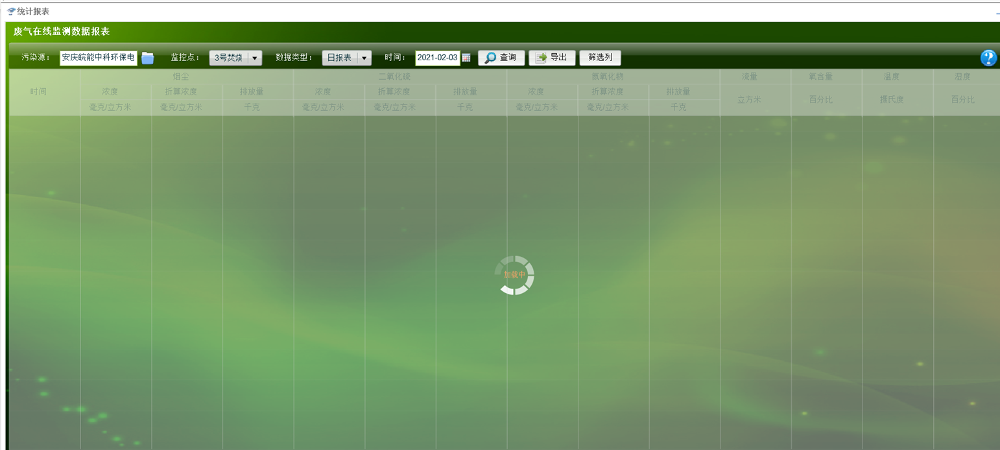 统计报表
废气在线监测数据报表
污染源： 安庆皖能中科环保电 监控点： 3号焚烧 数据类型： 日报表 时间： 2021-02-03 查询 导出 筛选列
烟尘 二氧化硫 氮氧化物 流量 氧含量 温度 湿度
时间 浓度 折算浓度 排放量 浓度 折算浓度 排放量 浓度 折算浓度 排放量
立方米 百分比 摄氏度 百分比
毫克/立方米 毫克/立方米 千克 毫克/立方米 毫克/立方米 千克 毫克/立方米 毫克/立方米 千克
加载中